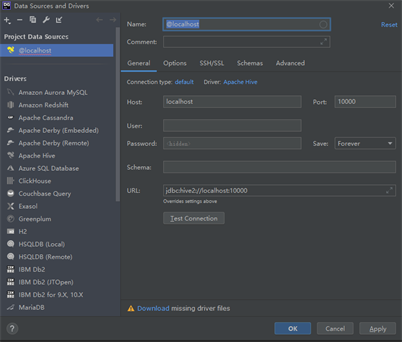 DG Data Sources and Drivers
Project Data Sources
@localhost
Drivers
Amazon Aurora MySQL
Amazon Redshift
Apache Cassandra
Apache Derby (Embedded)
Apache Derby (Remote)
Apache Hive
Azure SQL Database
ClickHouse
Couchbase Query
Exasol
Greenplum
H2
HSQLDB (Local)
HSQLDB (Remote)
IBM Db2
IBM Db2 (JTOpen)
IBM Db2 for 9.X, 10.X
MariaDB
Name: @localhost Reset
Comment:
General Options SSH/SSL Schemas Advanced
Connection type: default Driver: Apache Hive
Host: localhost Port: 10000
User:
Password: Save: Forever
Schema:
URL: jdbc:hive2://localhost:10000
Overrides settings above
Test Connection
Download missing driver files
? OK Cancel Apply